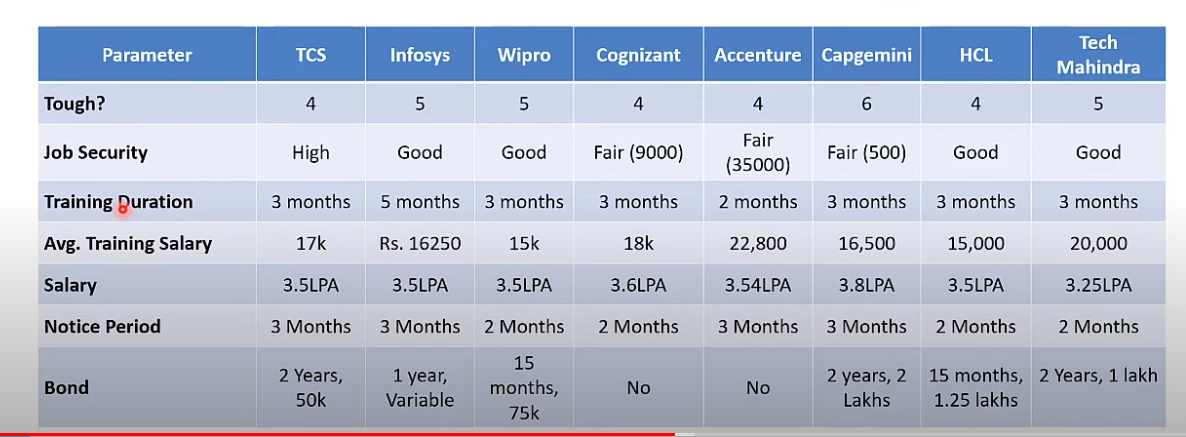 Parameter TCS Infosys Wipro Cognizant Accenture Capgemini HCL Tech Mahindra
Tough? 4 5 5 4 4 6 4 5
Job Security High Good Good Fair (9000) Fair (35000) Fair (500) Good Good
Training Duration 3 months 5 months 3 months 3 months 2 months 3 months 3 months 3 months
Avg. Training Salary 17k Rs. 16250 15k 18k 22,800 16,500 15,000 20,000
Salary 3.5LPA 3.5LPA 3.5LPA 3.6LPA 3.54LPA 3.8LPA 3.5LPA 3.25LPA
Notice Period 3 Months 3 Months 2 Months 2 Months 3 Months 3 Months 2 Months 2 Months
Bond 2 Years, 50k 1 year, Variable 15 months, 75k No No 2 years, 2 Lakhs 15 months, 1.25 lakhs 2 Years, 1 lakh